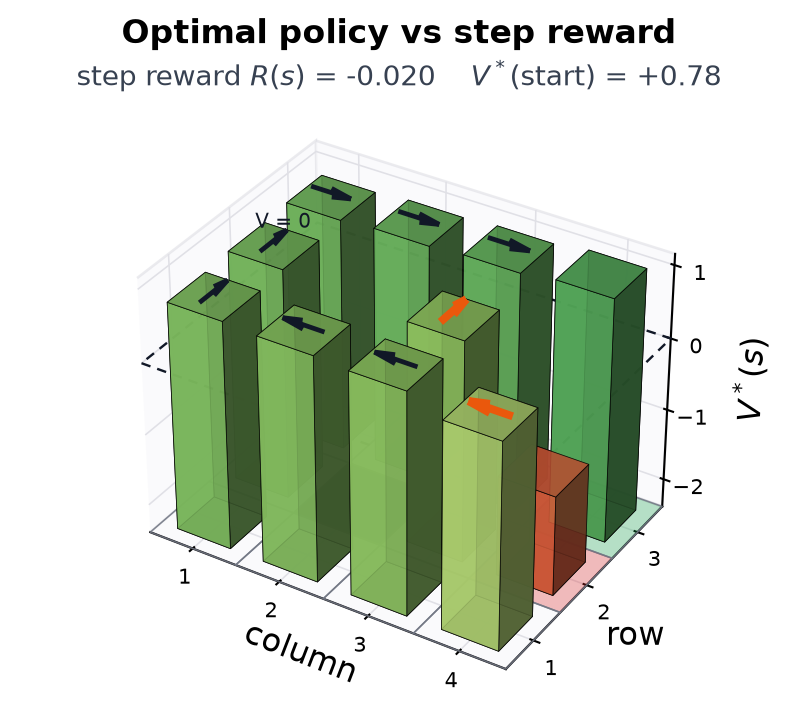 Optimal policy vs step reward
step reward R(s) = -0.020 V*(start) = +0.78
V = 0
1
0
−1
−2
V*(s)
1
2
3
4
column
1
2
3
row